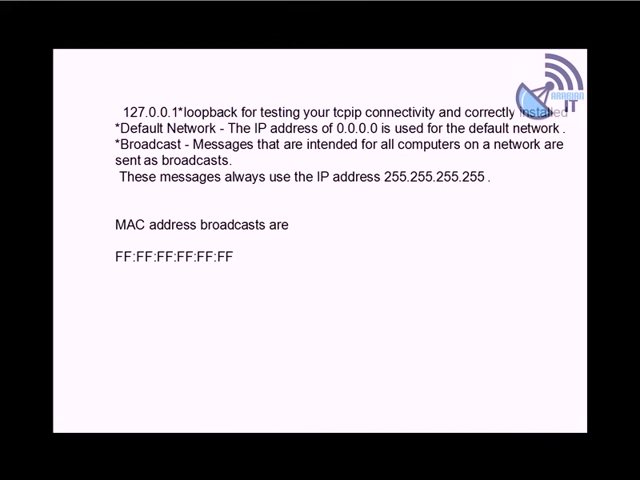 127.0.0.1*loopback for testing your tcpip connectivity and correctly installed
*Default Network - The IP address of 0.0.0.0 is used for the default network .
*Broadcast - Messages that are intended for all computers on a network are
sent as broadcasts.
These messages always use the IP address 255.255.255.255 .
MAC address broadcasts are
FF:FF:FF:FF:FF:FF
ARABIAN
IT